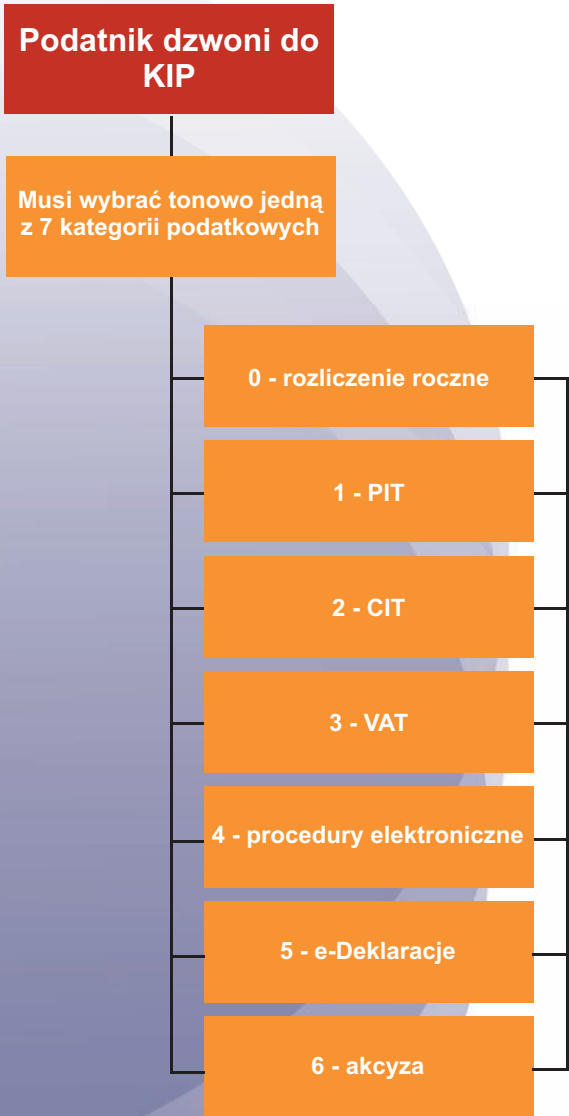 Podatnik dzwoni do
KIP
Musi wybrać tonowo jedną
z 7 kategorii podatkowych
0 - rozliczenie roczne
1 - PIT
2 - CIT
3 - VAT
4 - procedury elektroniczne
5 - e-Deklaracje
6 - akcyza